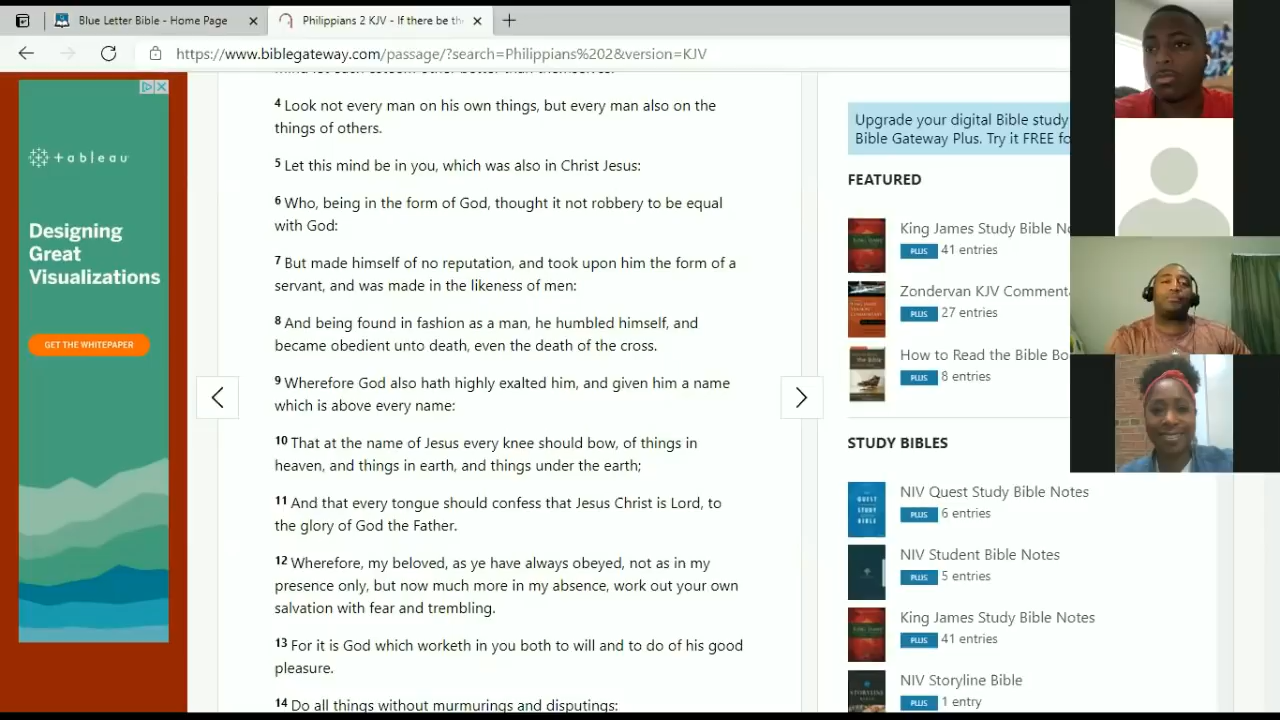 Blue Letter Bible - Home Page
Philippians 2 KJV - If there be th
https://www.biblegateway.com/passage/?search=Philippians%202&version=KJV
+ a b l e a u
Designing
Great
Visualizations
GET THE WHITEPAPER
4 Look not every man on his own things, but every man also on the
things of others.
5 Let this mind be in you, which was also in Christ Jesus:
6 Who, being in the form of God, thought it not robbery to be equal
with God:
7 But made himself of no reputation, and took upon him the form of a
servant, and was made in the likeness of men:
8 And being found in fashion as a man, he humbled himself, and
became obedient unto death, even the death of the cross.
9 Wherefore God also hath highly exalted him, and given him a name
which is above every name:
10 That at the name of Jesus every knee should bow, of things in
heaven, and things in earth, and things under the earth;
11 And that every tongue should confess that Jesus Christ is Lord, to
the glory of God the Father.
12 Wherefore, my beloved, as ye have always obeyed, not as in my
presence only, but now much more in my absence, work out your own
salvation with fear and trembling.
13 For it is God which worketh in you both to will and to do of his good
pleasure.
14 Do all things without murmurings and disputings:
Upgrade your digital Bible study
Bible Gateway Plus. Try it FREE fo
FEATURED
King James Study Bible No
PLUS 41 entries
Zondervan KJV Commenta
PLUS 27 entries
How to Read the Bible Bo
PLUS 8 entries
STUDY BIBLES
QUEST
STUDY
BIBLE
NIV Quest Study Bible Notes
PLUS 6 entries
NIV Student Bible Notes
PLUS 5 entries
King James Study Bible Notes
PLUS 41 entries
NIV Storyline Bible
PLUS 1 entry